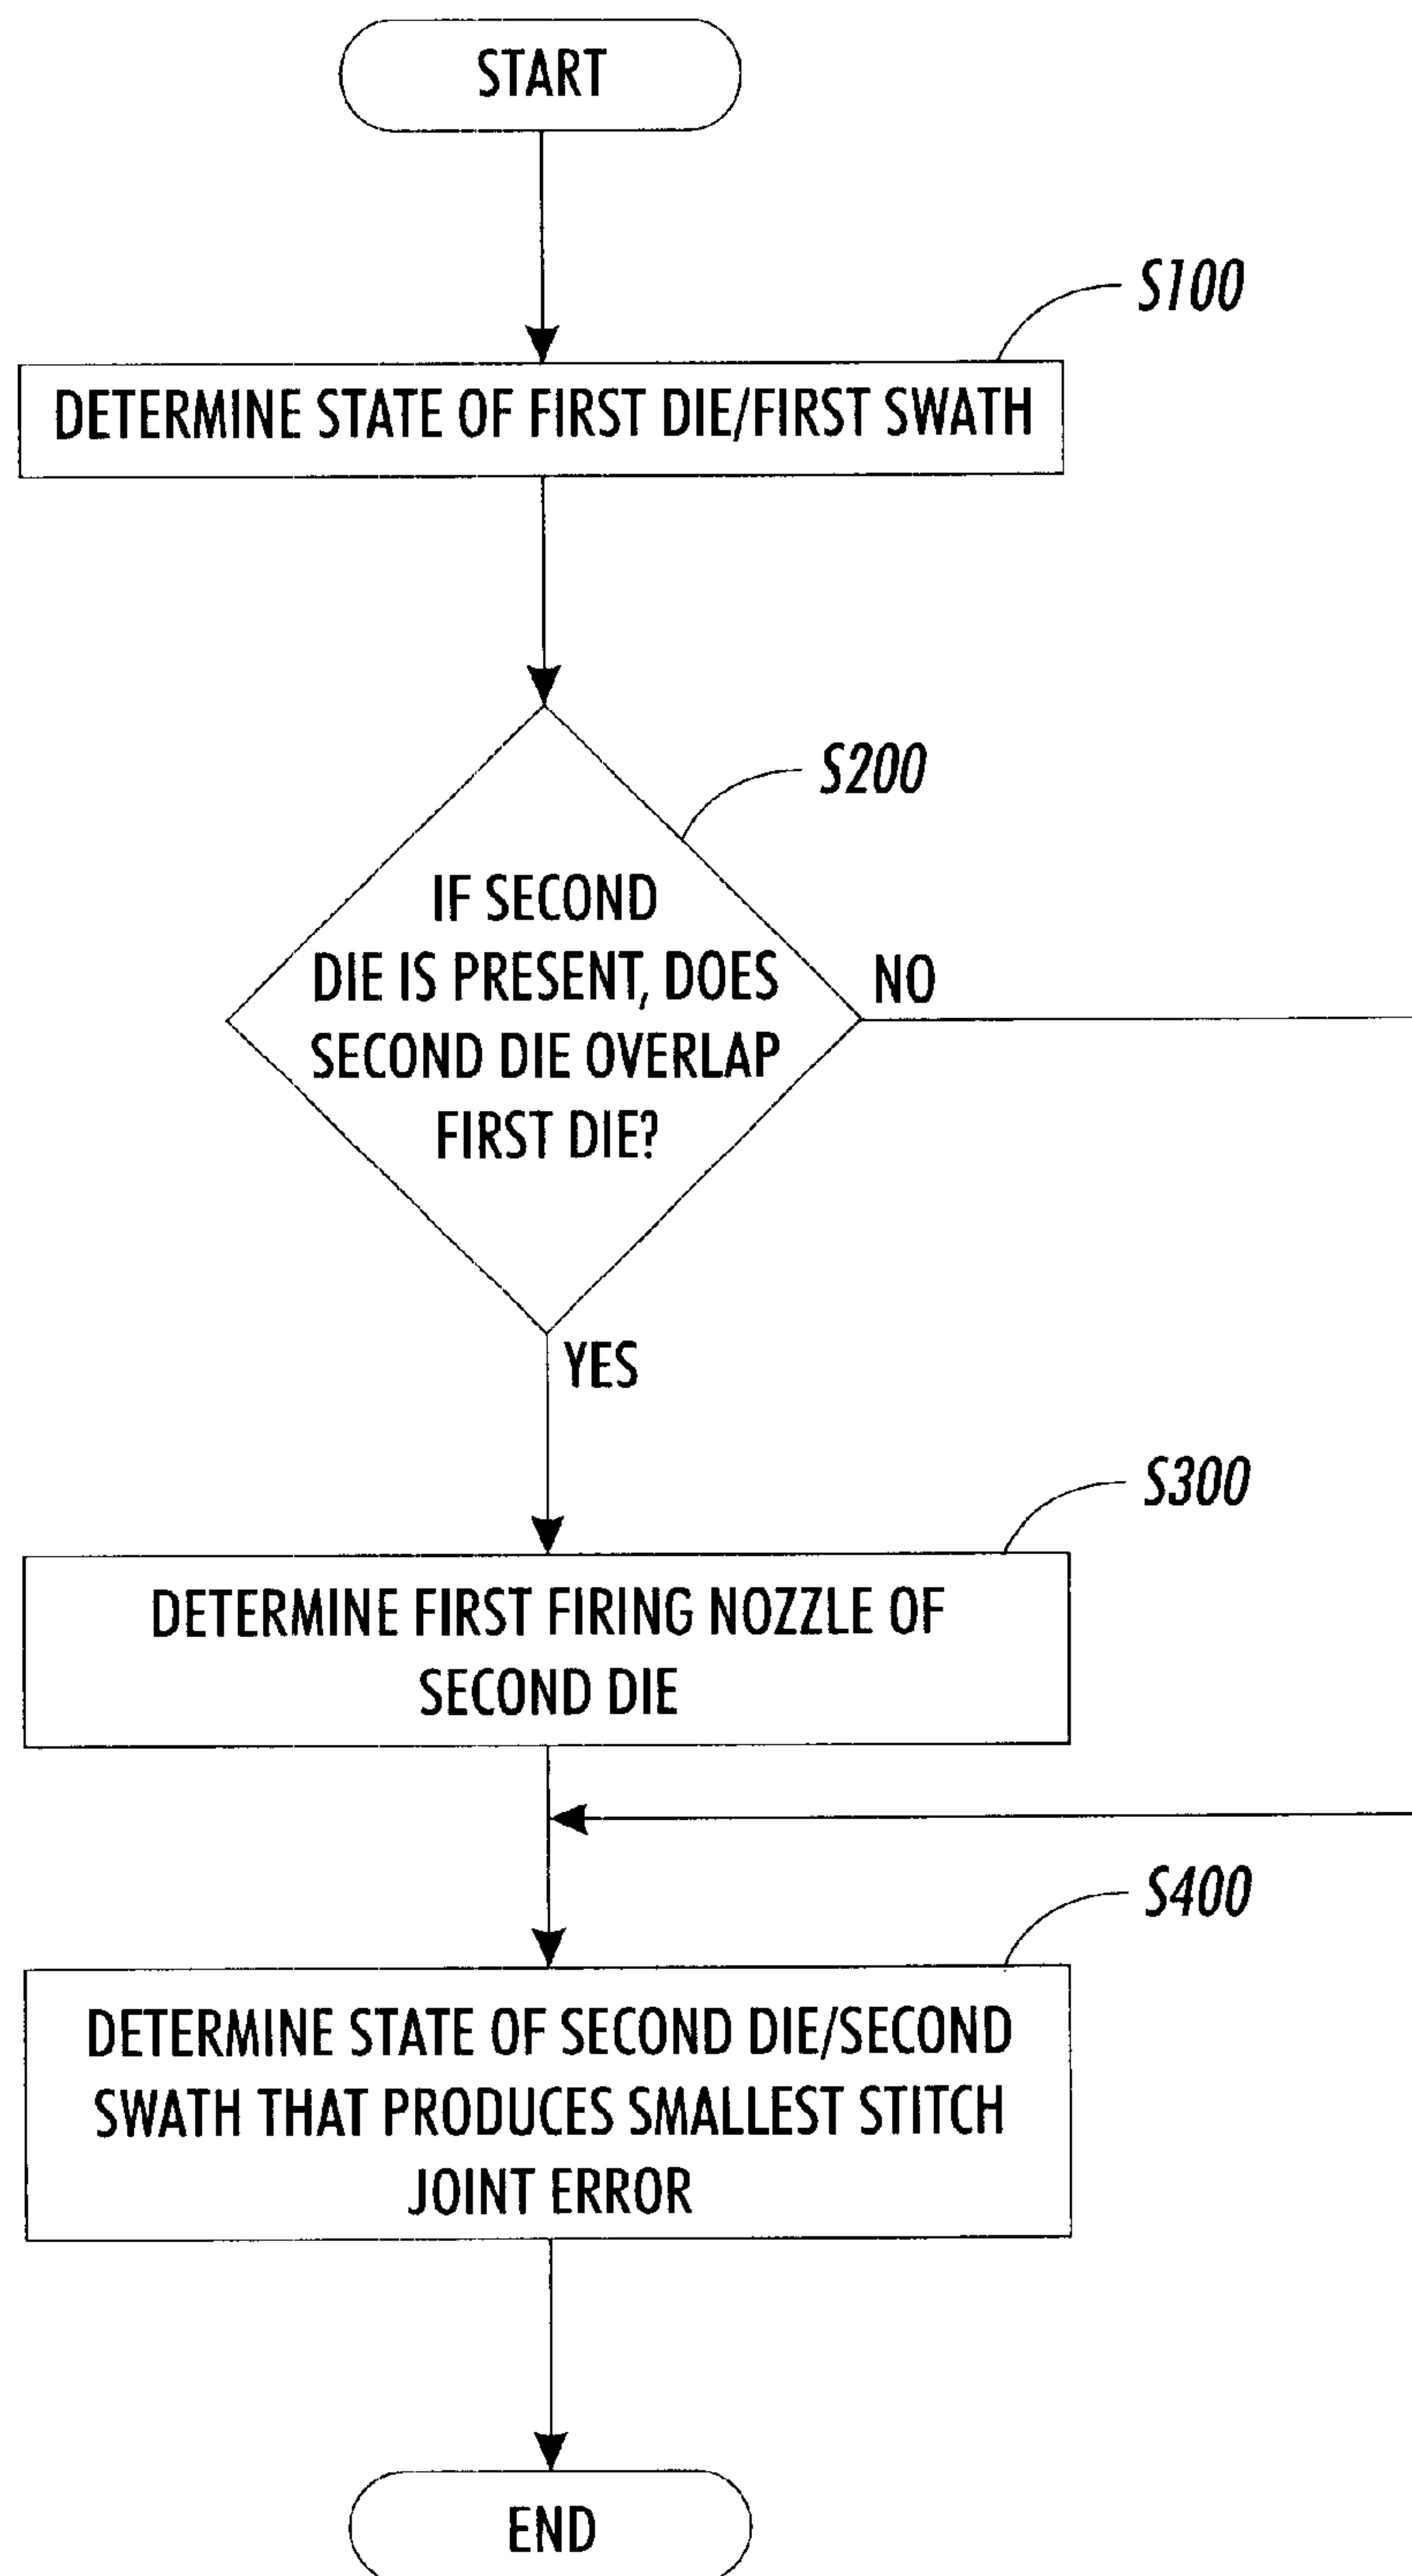 START
S100
DETERMINE STATE OF FIRST DIE/FIRST SWATH
S200
IF SECOND
DIE IS PRESENT, DOES
SECOND DIE OVERLAP
FIRST DIE?
NO
YES
S300
DETERMINE FIRST FIRING NOZZLE OF
SECOND DIE
S400
DETERMINE STATE OF SECOND DIE/SECOND
SWATH THAT PRODUCES SMALLEST STITCH
JOINT ERROR
END